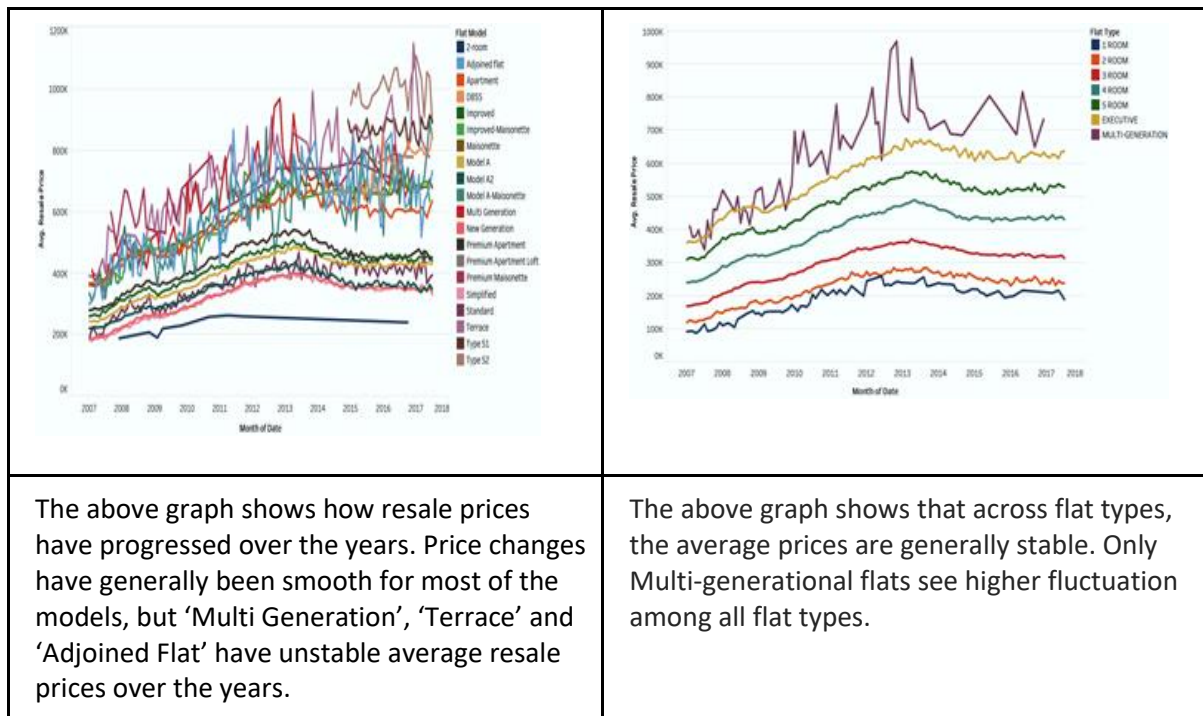 1200K
1000K
800K
600K
400K
200K
0K
Avg. Resale Price
2007 2008 2009 2010 2011 2012 2013 2014 2015 2016 2017 2018
Month of Date
Flat Model
2-room
Adjoined flat
Apartment
DBSS
Improved
Improved-Maisonette
Maisonette
Model A
Model A2
Model A-Maisonette
Multi Generation
New Generation
Premium Apartment
Premium Apartment Loft
Premium Maisonette
Simplified
Standard
Terrace
Type S1
Type S2
1000K
900K
800K
700K
600K
500K
400K
300K
200K
100K
0K
Avg. Resale Price
2007 2008 2009 2010 2011 2012 2013 2014 2015 2016 2017 2018
Month of Date
Flat Type
1 ROOM
2 ROOM
3 ROOM
4 ROOM
5 ROOM
EXECUTIVE
MULTI-GENERATION
The above graph shows how resale prices
have progressed over the years. Price changes
have generally been smooth for most of the
models, but ‘Multi Generation’, ‘Terrace’ and
‘Adjoined Flat’ have unstable average resale
prices over the years.
The above graph shows that across flat types,
the average prices are generally stable. Only
Multi-generational flats see higher fluctuation
among all flat types.